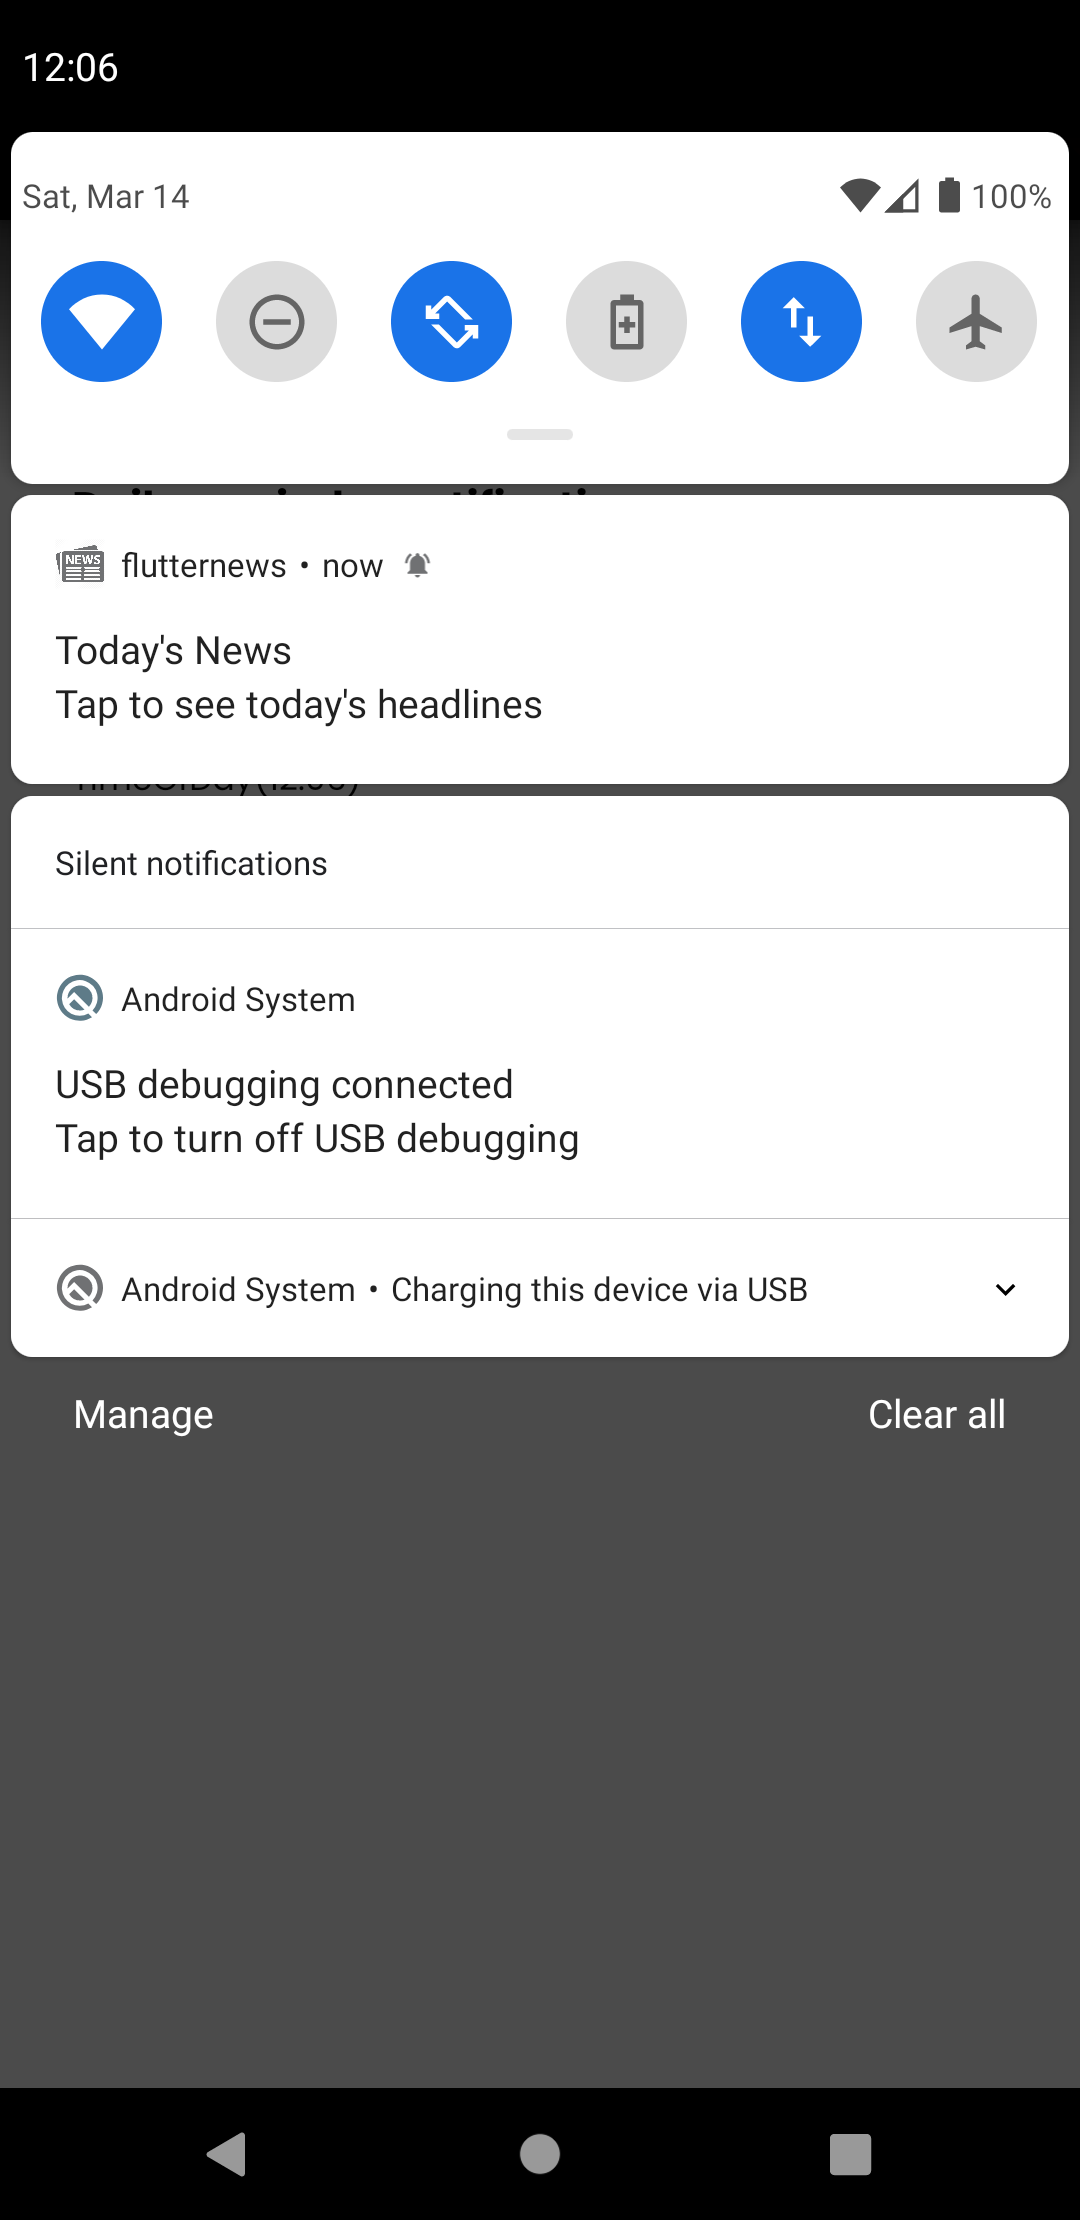 12:06
Sat, Mar 14 100%
NEWS flutternews • now
Today's News
Tap to see today's headlines
Silent notifications
Android System
USB debugging connected
Tap to turn off USB debugging
Android System • Charging this device via USB
Manage Clear all